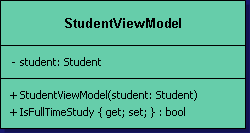 StudentViewModel
- student: Student
+ StudentViewModel(student: Student)
+ IsFullTimeStudy { get; set; } : bool